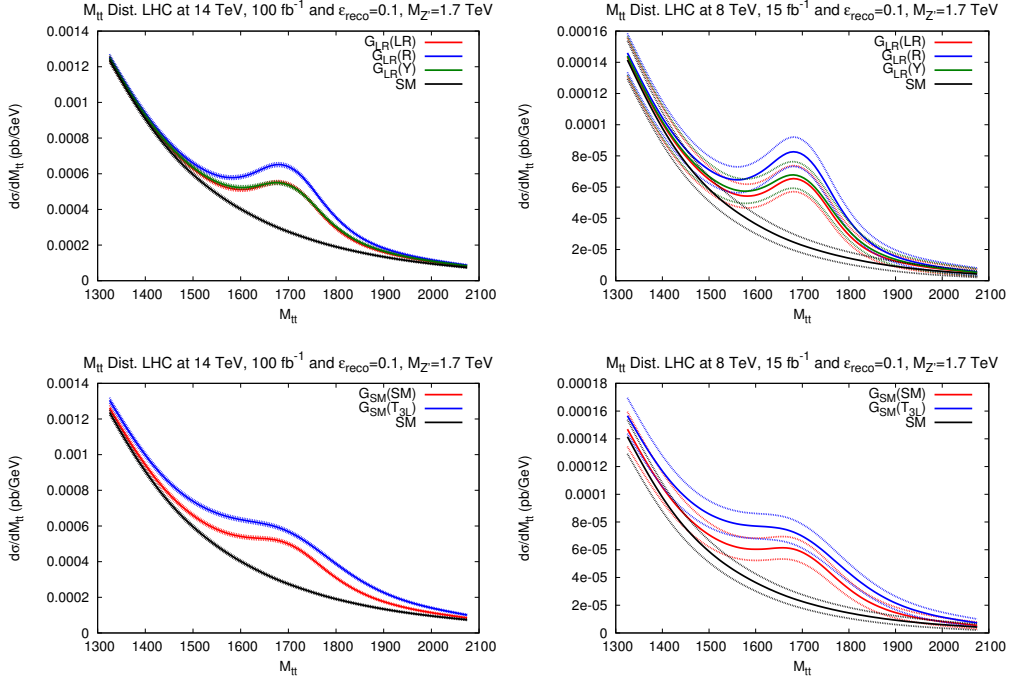 M_tt Dist. LHC at 14 TeV, 100 fb^-1 and ε_reco=0.1, M_Z'=1.7 TeV
dσ/dM_tt (pb/GeV)
0.0014
0.0012
0.001
0.0008
0.0006
0.0004
0.0002
0
G_LR(LR)
G_LR(R)
G_LR(Y)
SM
1300 1400 1500 1600 1700 1800 1900 2000 2100
M_tt
M_tt Dist. LHC at 8 TeV, 15 fb^-1 and ε_reco=0.1, M_Z'=1.7 TeV
dσ/dM_tt (pb/GeV)
0.00016
0.00014
0.00012
0.0001
8e-05
6e-05
4e-05
2e-05
0
G_LR(LR)
G_LR(R)
G_LR(Y)
SM
1300 1400 1500 1600 1700 1800 1900 2000 2100
M_tt
M_tt Dist. LHC at 14 TeV, 100 fb^-1 and ε_reco=0.1, M_Z'=1.7 TeV
dσ/dM_tt (pb/GeV)
0.0014
0.0012
0.001
0.0008
0.0006
0.0004
0.0002
0
G_SM(SM)
G_SM(T_3L)
SM
1300 1400 1500 1600 1700 1800 1900 2000 2100
M_tt
M_tt Dist. LHC at 8 TeV, 15 fb^-1 and ε_reco=0.1, M_Z'=1.7 TeV
dσ/dM_tt (pb/GeV)
0.00018
0.00016
0.00014
0.00012
0.0001
8e-05
6e-05
4e-05
2e-05
0
G_SM(SM)
G_SM(T_3L)
SM
1300 1400 1500 1600 1700 1800 1900 2000 2100
M_tt